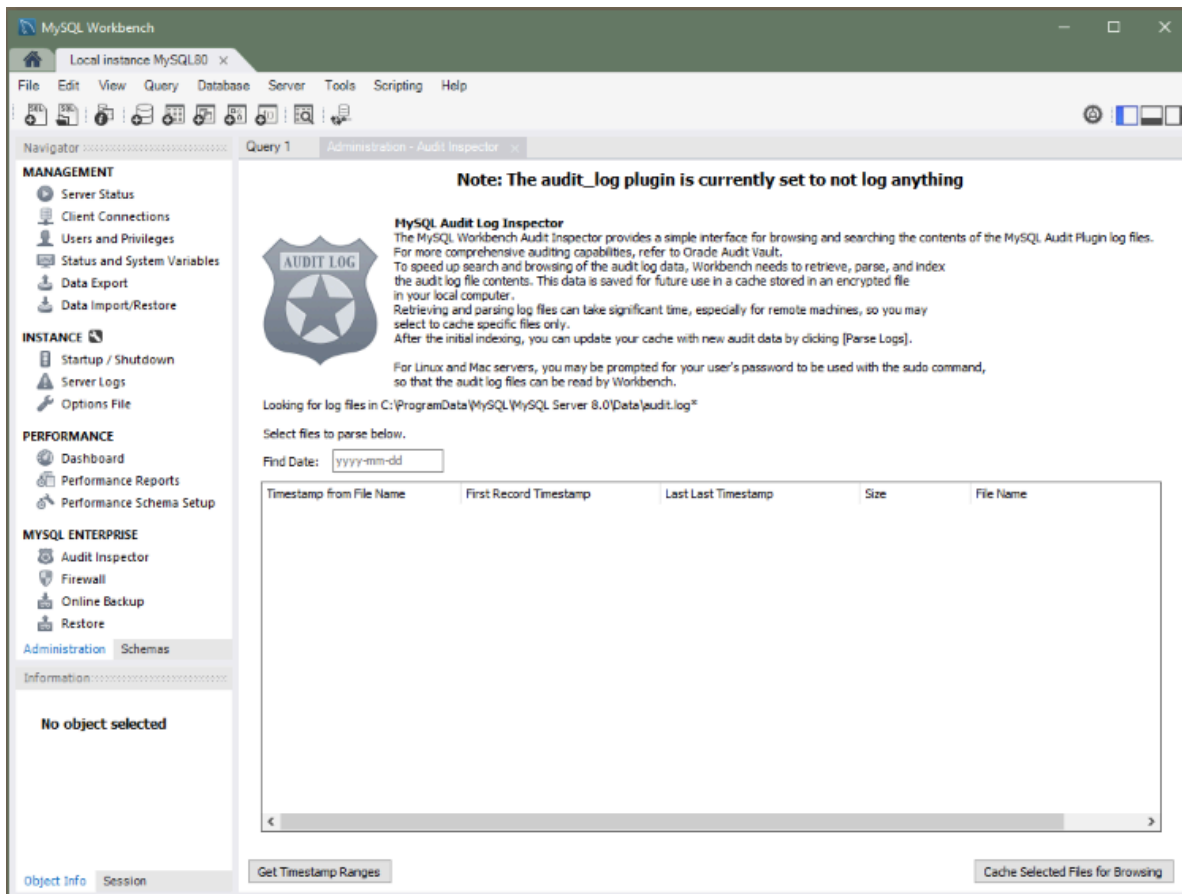 MySQL Workbench
Local instance MySQL80 ×
File Edit View Query Database Server Tools Scripting Help
Navigator
Query 1
Administration - Audit Inspector ×
MANAGEMENT
Server Status
Client Connections
Users and Privileges
Status and System Variables
Data Export
Data Import/Restore
INSTANCE
Startup / Shutdown
Server Logs
Options File
PERFORMANCE
Dashboard
Performance Reports
Performance Schema Setup
MYSQL ENTERPRISE
Audit Inspector
Firewall
Online Backup
Restore
Administration Schemas
Information
No object selected
Object Info Session
Note: The audit_log plugin is currently set to not log anything
AUDIT LOG
MySQL Audit Log Inspector
The MySQL Workbench Audit Inspector provides a simple interface for browsing and searching the contents of the MySQL Audit Plugin log files.
For more comprehensive auditing capabilities, refer to Orade Audit Vault.
To speed up search and browsing of the audit log data, Workbench needs to retrieve, parse, and index
the audit log file contents. This data is saved for future use in a cache stored in an encrypted file
in your local computer.
Retrieving and parsing log files can take significant time, especially for remote machines, so you may
select to cache specific files only.
After the initial indexing, you can update your cache with new audit data by clicking [Parse Logs].
For Linux and Mac servers, you may be prompted for your user's password to be used with the sudo command,
so that the audit log files can be read by Workbench.
Looking for log files in C:\ProgramData\MySQL\MySQL Server 8.0\Data\audit.log*
Select files to parse below.
Find Date: yyyy-mm-dd
Timestamp from File Name First Record Timestamp Last Last Timestamp Size File Name
Get Timestamp Ranges
Cache Selected Files for Browsing